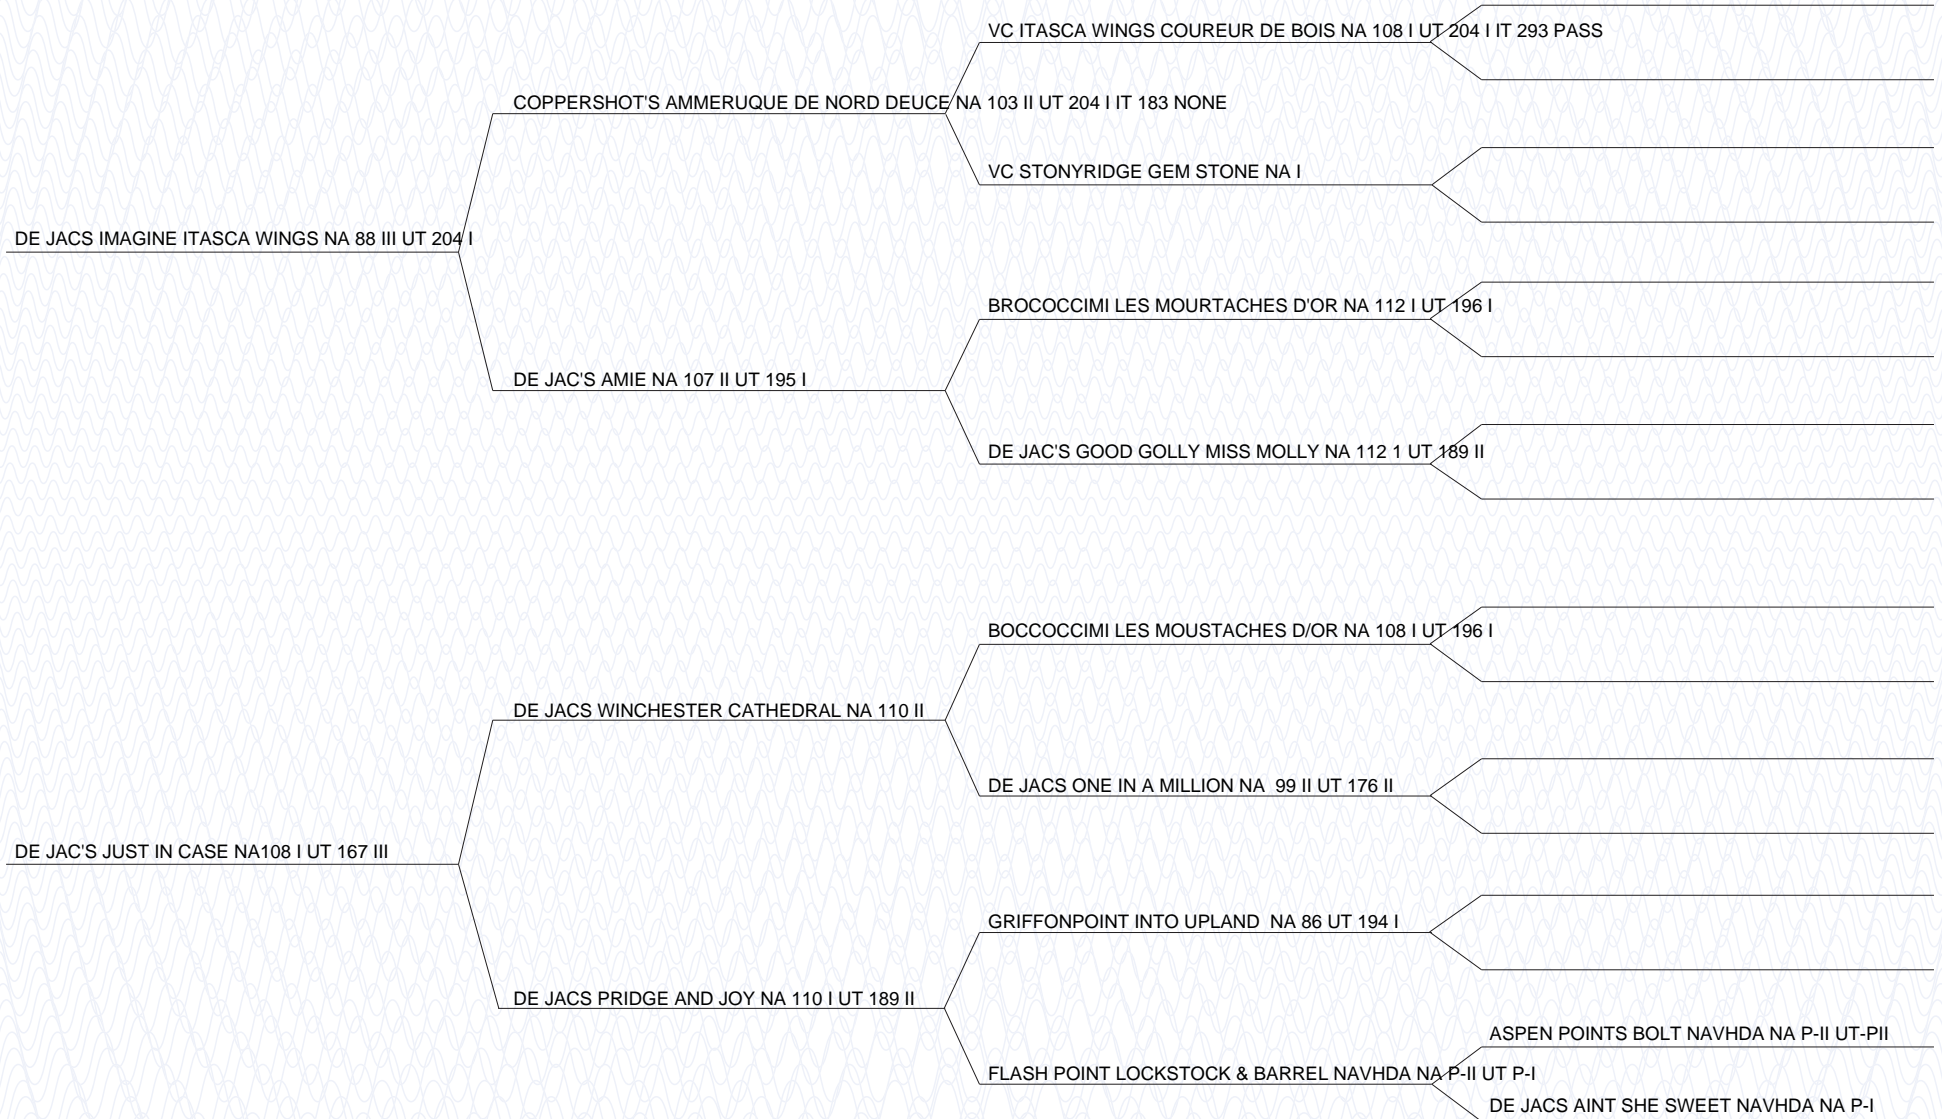 VC ITASCA WINGS COUREUR DE BOIS NA 108 I UT 204 I IT 293 PASS
COPPERSHOT'S AMMERUQUE DE NORD DEUCE NA 103 II UT 204 I IT 183 NONE
VC STONYRIDGE GEM STONE NA I
DE JACS IMAGINE ITASCA WINGS NA 88 III UT 204 I
BROCOCCIMI LES MOURTACHES D'OR NA 112 I UT 196 I
DE JAC'S AMIE NA 107 II UT 195 I
DE JAC'S GOOD GOLLY MISS MOLLY NA 112 1 UT 189 II
BOCCOCCIMI LES MOUSTACHES D/OR NA 108 I UT 196 I
DE JACS WINCHESTER CATHEDRAL NA 110 II
DE JACS ONE IN A MILLION NA  99 II UT 176 II
DE JAC'S JUST IN CASE NA108 I UT 167 III
GRIFFONPOINT INTO UPLAND  NA 86 UT 194 I
DE JACS PRIDGE AND JOY NA 110 I UT 189 II
ASPEN POINTS BOLT NAVHDA NA P-II UT-PII
FLASH POINT LOCKSTOCK & BARREL NAVHDA NA P-II UT P-I
DE JACS AINT SHE SWEET NAVHDA NA P-I